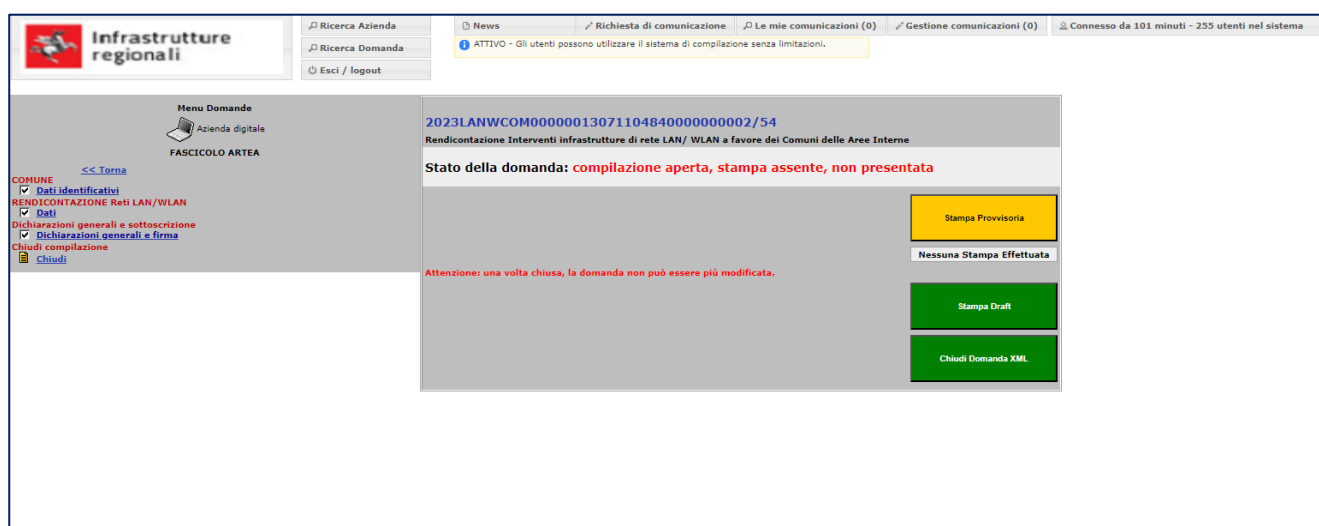 Infrastrutture
regionali
Ricerca Azienda
Ricerca Domanda
Esci / logout
News
Richiesta di comunicazione
Le mie comunicazioni (0)
Gestione comunicazioni (0)
Connesso da 101 minuti - 255 utenti nel sistema
ATTIVO - Gli utenti possono utilizzare il sistema di compilazione senza limitazioni.
Menu Domande
Azienda digitale
FASCICOLO ARTEA
<< Torna
COMUNE
Dati identificativi
RENDICONTAZIONE Reti LAN/WLAN
Dati
Dichiarazioni generali e sottoscrizione
Dichiarazioni generali e firma
Chiudi compilazione
Chiudi
2023LANWCOM00000013071104840000000002/54
Rendicontazione Interventi infrastrutture di rete LAN/ WLAN a favore dei Comuni delle Aree Interne
Stato della domanda: compilazione aperta, stampa assente, non presentata
Stampa Provvisoria
Nessuna Stampa Effettuata
Attenzione: una volta chiusa, la domanda non può essere più modificata.
Stampa Draft
Chiudi Domanda XML